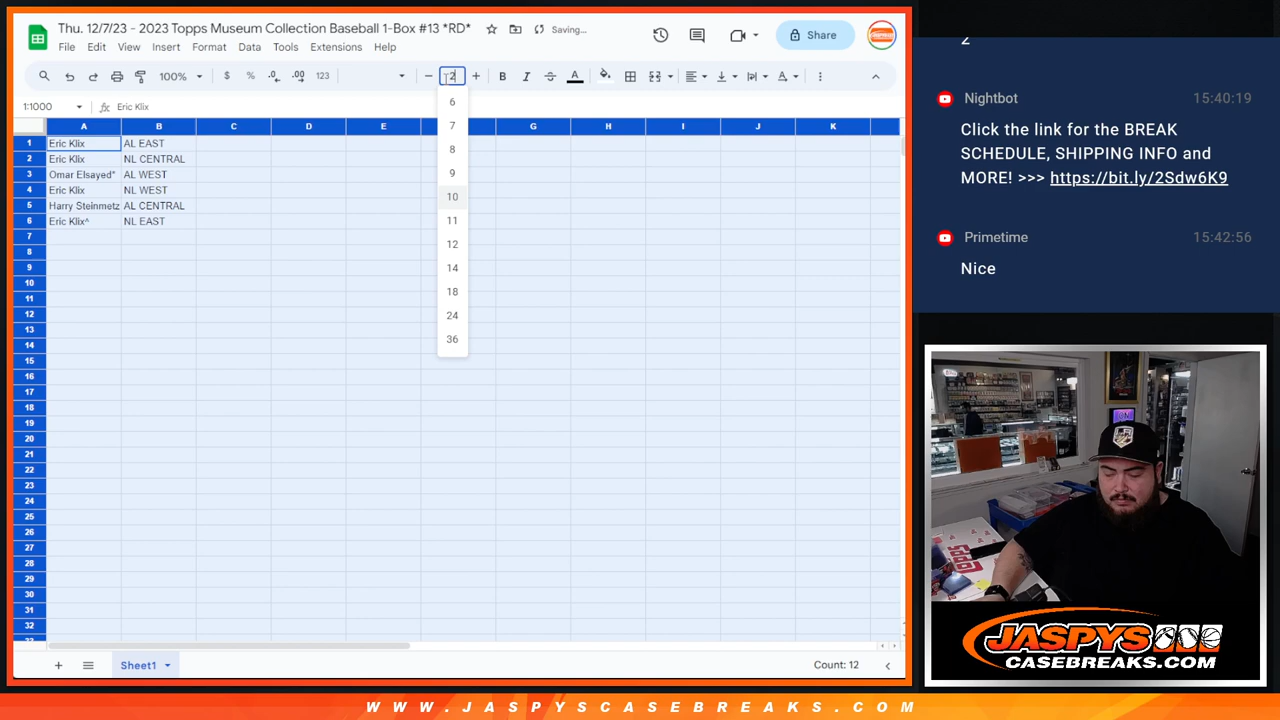 Thu. 12/7/23 - 2023 Topps Museum Collection Baseball 1-Box #13 *RD*
Saving...
File Edit View Insert Format Data Tools Extensions Help
Share
100% $ % .0 .00 123 2
1:1000 fx Eric Klix
A B C D E G H I J K
1 Eric Klix AL EAST
2 Eric Klix NL CENTRAL
3 Omar Elsayed* AL WEST
4 Eric Klix NL WEST
5 Harry Steinmetz AL CENTRAL
6 Eric Klix^ NL EAST
7
8
9
10
11
12
13
14
15
16
17
18
19
20
21
22
23
24
25
26
27
28
29
30
31
32
6
7
8
9
10
11
12
14
18
24
36
Sheet1
Count: 12
2
Nightbot 15:40:19
Click the link for the BREAK
SCHEDULE, SHIPPING INFO and
MORE! >>> https://bit.ly/2Sdw6K9
Primetime 15:42:56
Nice
JASPYS
CASEBREAKS.COM
WWW.JASPYSCASEBREAKS.COM